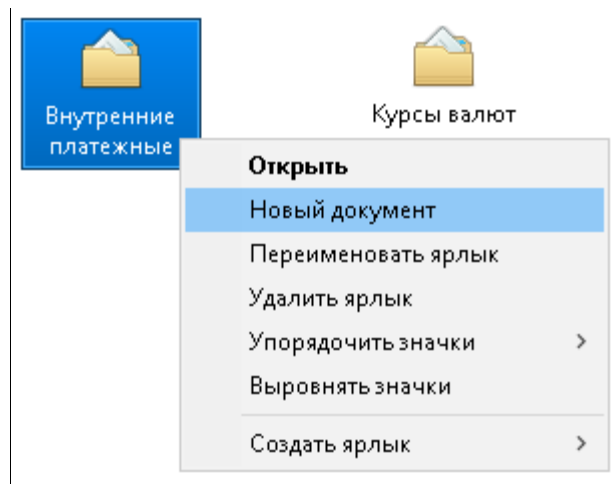 Внутренние
платежные
Курсы валют
Открыть
Новый документ
Переименовать ярлык
Удалить ярлык
Упорядочить значки
Выровнять значки
Создать ярлык